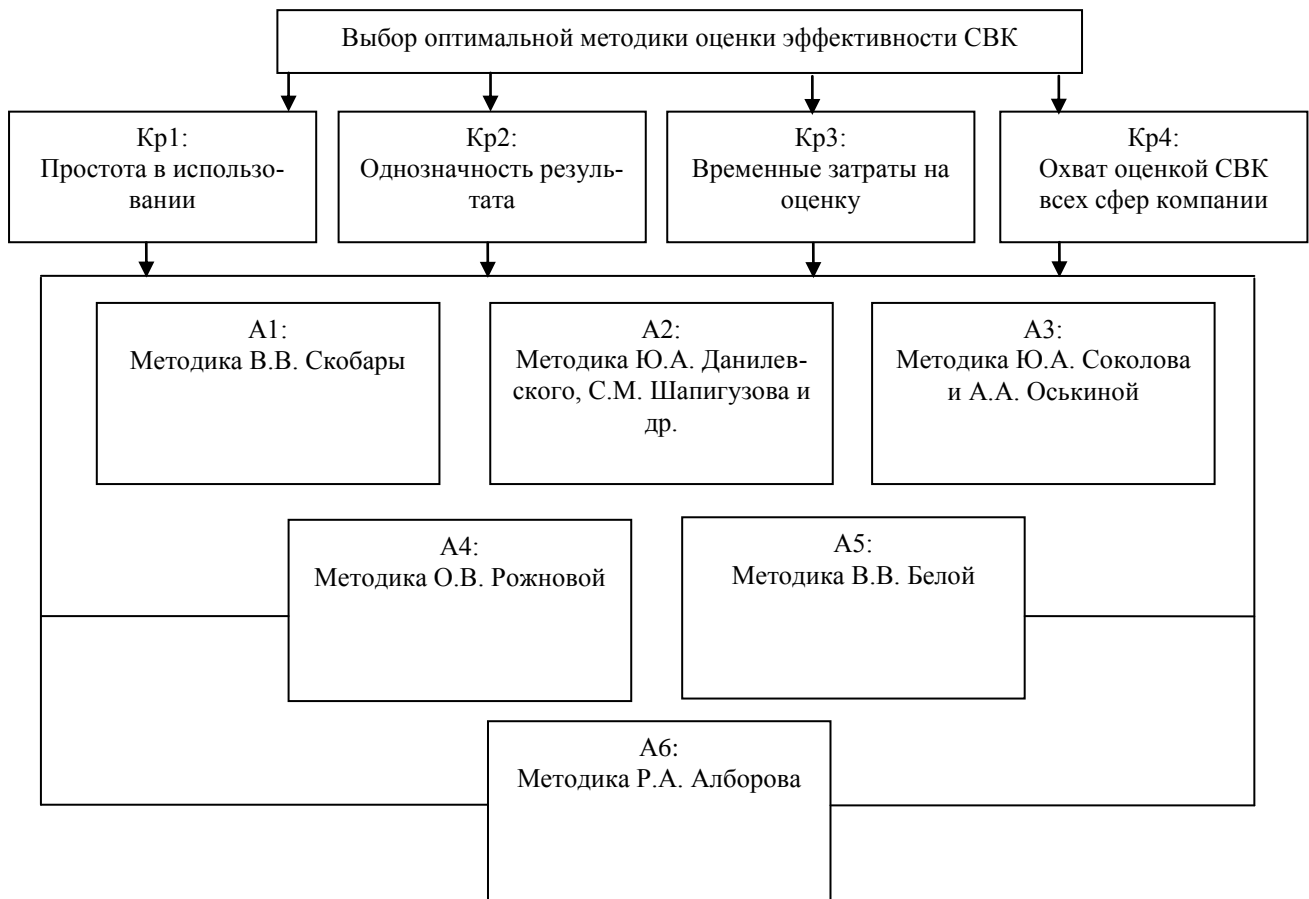 Выбор оптимальной методики оценки эффективности СВК
Кр1:
Простота в использо-
вании
Кр2:
Однозначность резуль-
тата
Кр3:
Временные затраты на
оценку
Кр4:
Охват оценкой СВК
всех сфер компании
А1:
Методика В.В. Скобары
А2:
Методика Ю.А. Данилев-
ского, С.М. Шапигузова и
др.
А3:
Методика Ю.А. Соколова
и А.А. Оськиной
А4:
Методика О.В. Рожновой
А5:
Методика В.В. Белой
А6:
Методика Р.А. Алборова